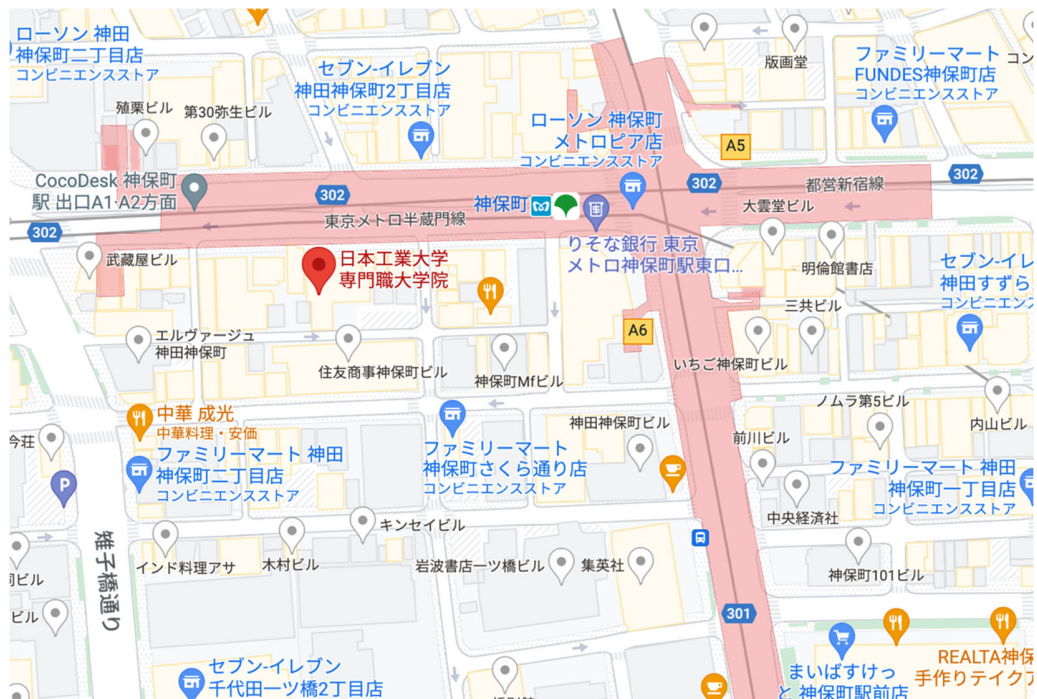 ローソン 神田
神保町二丁目店
コンビニエンスストア
セブン-イレブン
神田神保町2丁目店
コンビニエンスストア
版画堂
ファミリーマート
FUNDES神保町店
コンビニエンスストア
コン
殖栗ビル
第30弥生ビル
ローソン 神保町
メトロピア店
コンビニエンスストア
A5
CocoDesk 神保町
駅 出口A1·A2方面
302
神保町
302
都営新宿線
302
302
東京メトロ半蔵門線
大雲堂ビル
武蔵屋ビル
日本工業大学
専門職大学院
りそな銀行 東京
メトロ神保町駅東口...
明倫館書店
セブン-イレ
神田すずら
コンビニエンス
三共ビル
エルヴァージュ
神田神保町
A6
住友商事神保町ビル
神保町Mfビル
いちご神保町ビル
中華 成光
中華料理・安価
ノムラ第5ビル
内山ビル
今荘
ファミリーマート 神田
神保町二丁目店
コンビニエンスストア
ファミリーマート
神保町さくら通り店
コンビニエンスストア
神田神保町ビル
前川ビル
ファミリーマート 神田
神保町一丁目店
コンビニエンスストア
P
中央経済社
キンセイビル
雉子橋通り
インド料理アサ
木村ビル
岩波書店一ツ橋ビル
集英社
神保町101ビル
ビル
ビル
301
セブン-イレブン
千代田一ツ橋2丁目店
まいばすけっ
と 神保町駅前店
REALTA神保
手作りテイクア